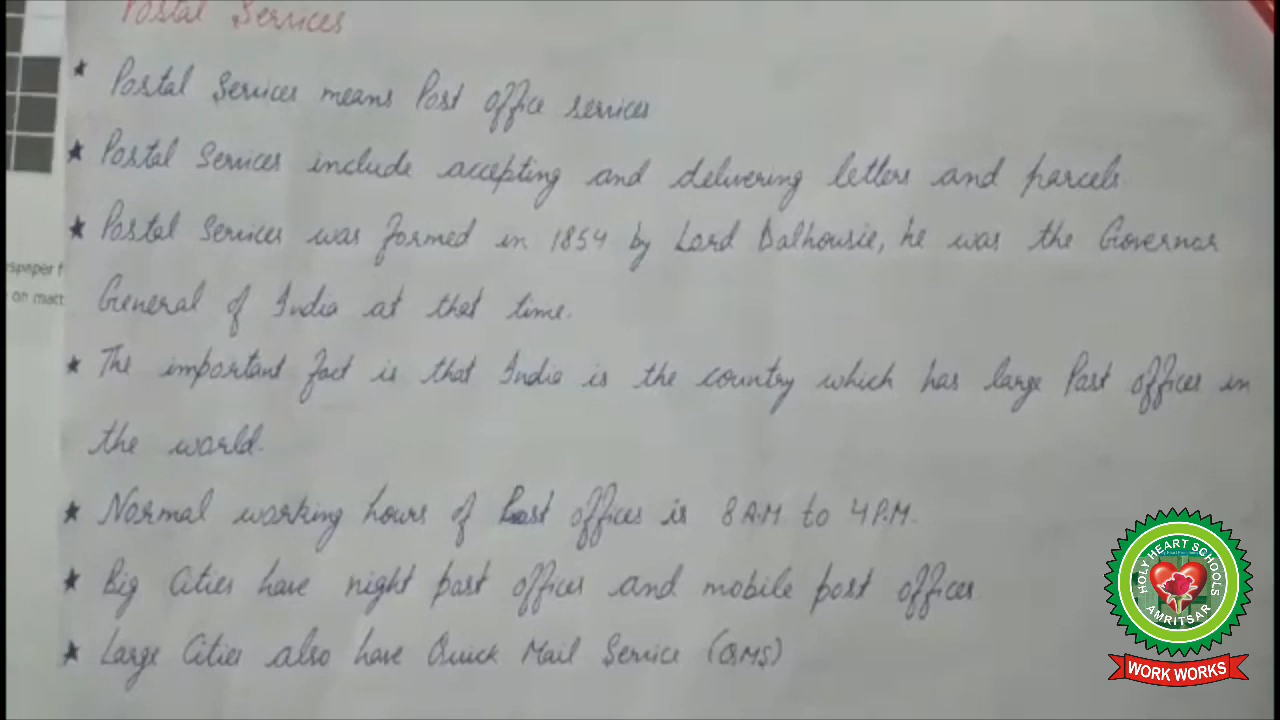 Postal Services
★ Postal Services means Post office services
★ Postal Services include accepting and delivering letters and parcels.
★ Postal Services was formed in 1854 by Lord Dalhousie, he was the Governor
General of India at that time.
★ The important fact is that India is the country which has large Post offices in
the world.
★ Normal working hours of Post offices is 8 A.M to 4 P.M.
★ Big Cities have night post offices and mobile post offices
★ Large Cities also have Quick Mail Service (QMS)
spaper f
on matt
HOLY HEART SCHOOLS
AMRITSAR
WORK WORKS